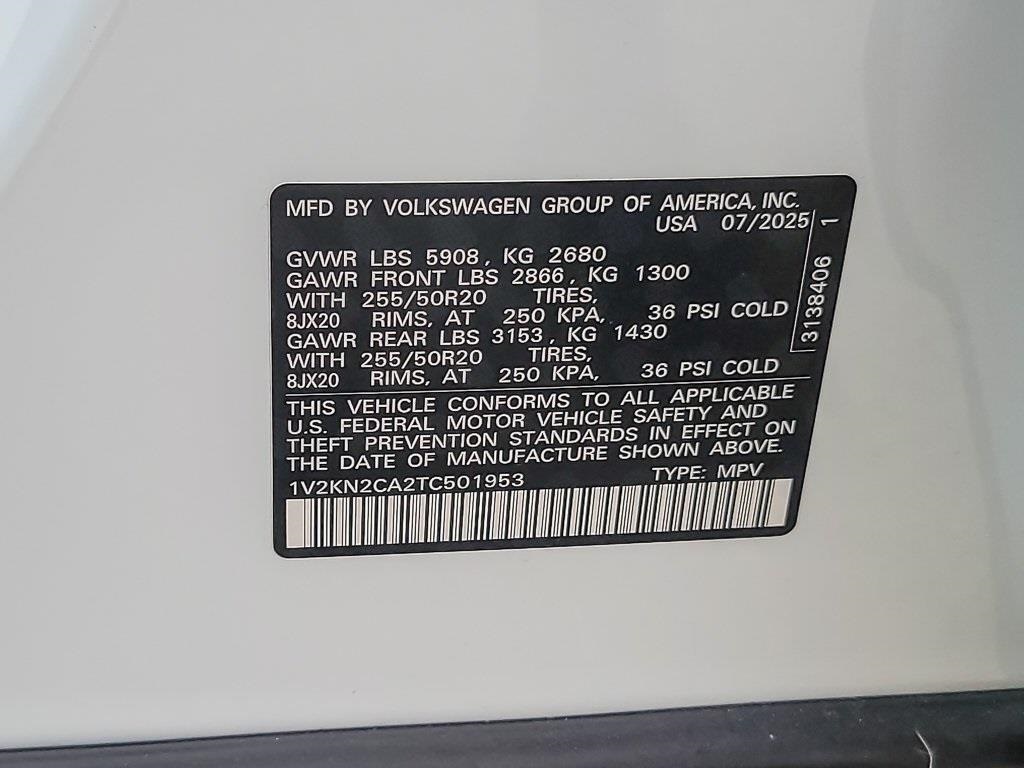 MFD BY VOLKSWAGEN GROUP OF AMERICA, INC.
USA 07/2025
GVWR LBS 5908, KG 2680
GAWR FRONT LBS 2866, KG 1300
WITH 255/50R20 TIRES,
8JX20 RIMS, AT 250 KPA, 36 PSI COLD
GAWR REAR LBS 3153, KG 1430
WITH 255/50R20 TIRES,
8JX20 RIMS, AT 250 KPA, 36 PSI COLD
3138406 1
THIS VEHICLE CONFORMS TO ALL APPLICABLE
U.S. FEDERAL MOTOR VEHICLE SAFETY AND
THEFT PREVENTION STANDARDS IN EFFECT ON
THE DATE OF MANUFACTURE SHOWN ABOVE.
1V2KN2CA2TC501953 TYPE: MPV